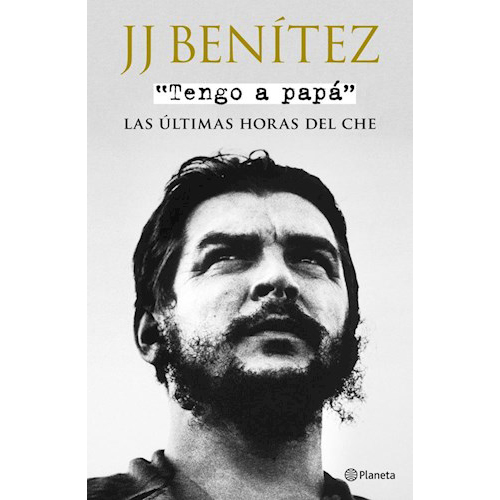 JJ BENÍTEZ
“Tengo a papá”
LAS ÚLTIMAS HORAS DEL CHE
Planeta